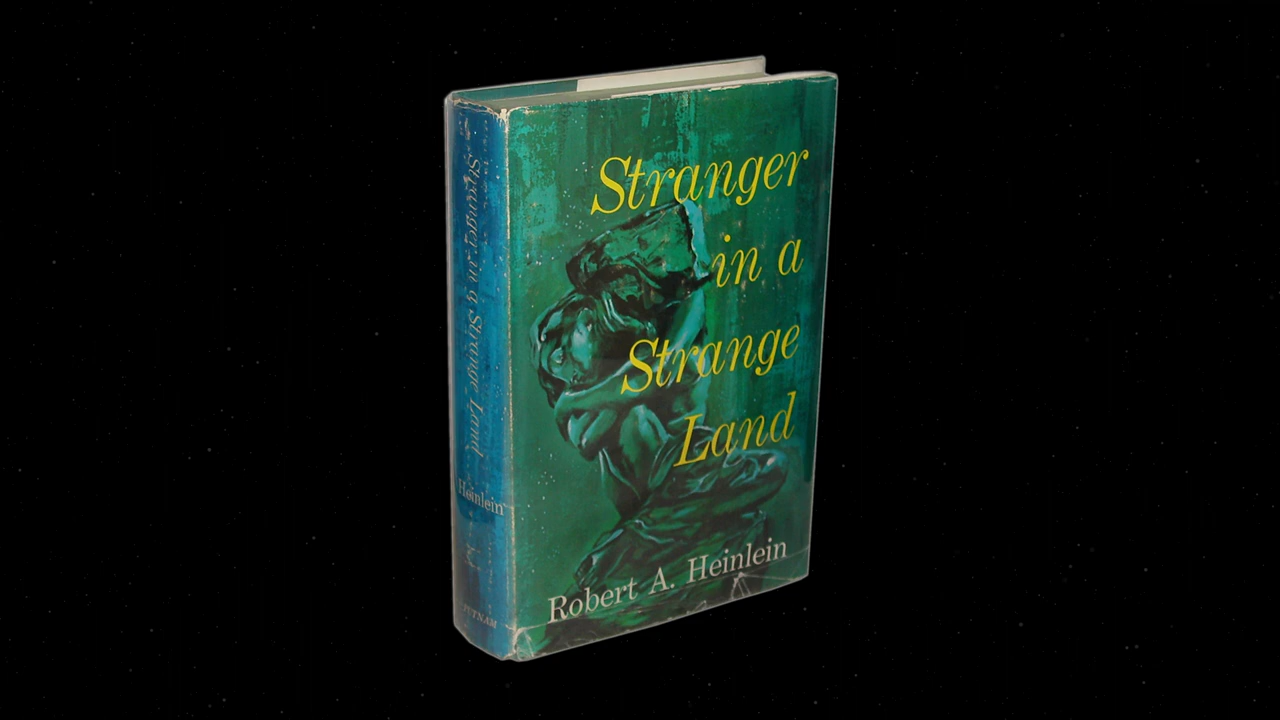 Stranger
in a
Strange
Land
Robert A. Heinlein
Stranger in a Strange Land
Heinlein
PUTNAM